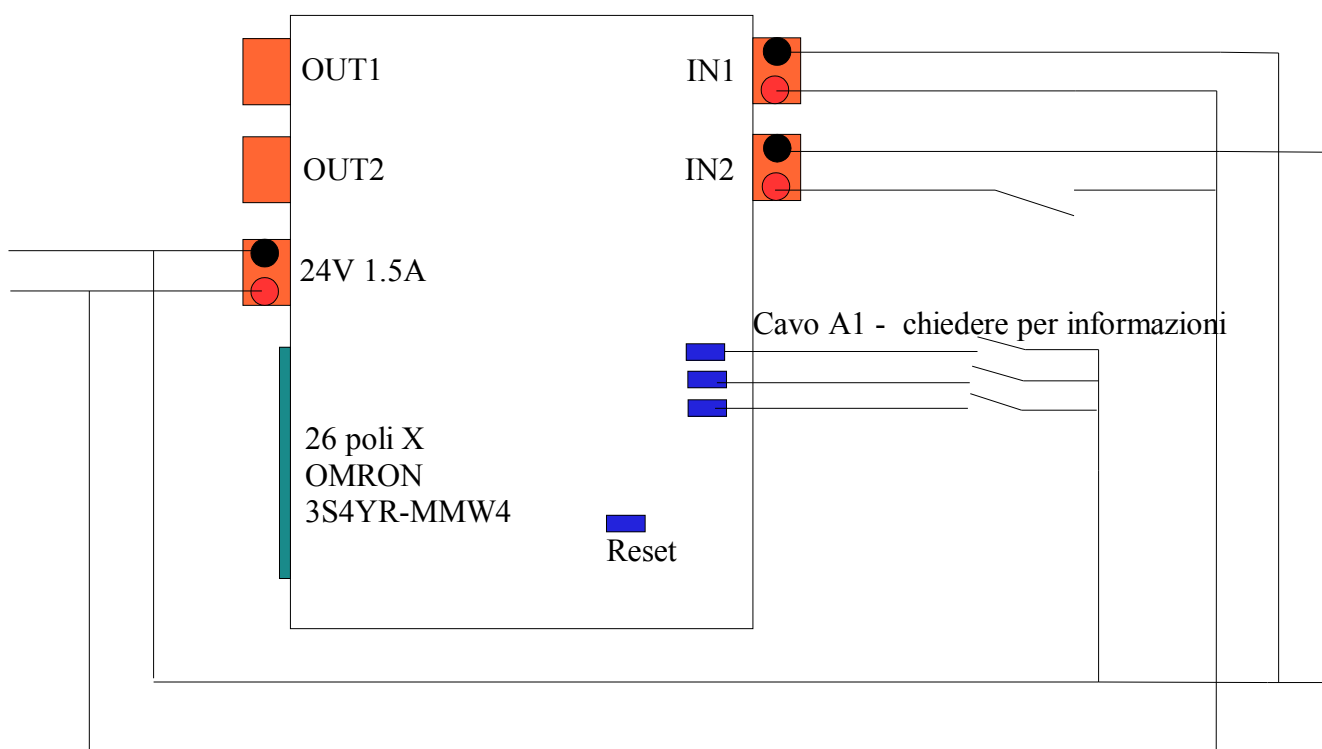 OUT1
IN1
OUT2
IN2
24V 1.5A
Cavo A1 - chiedere per informazioni
26 poli X
OMRON
3S4YR-MMW4
Reset